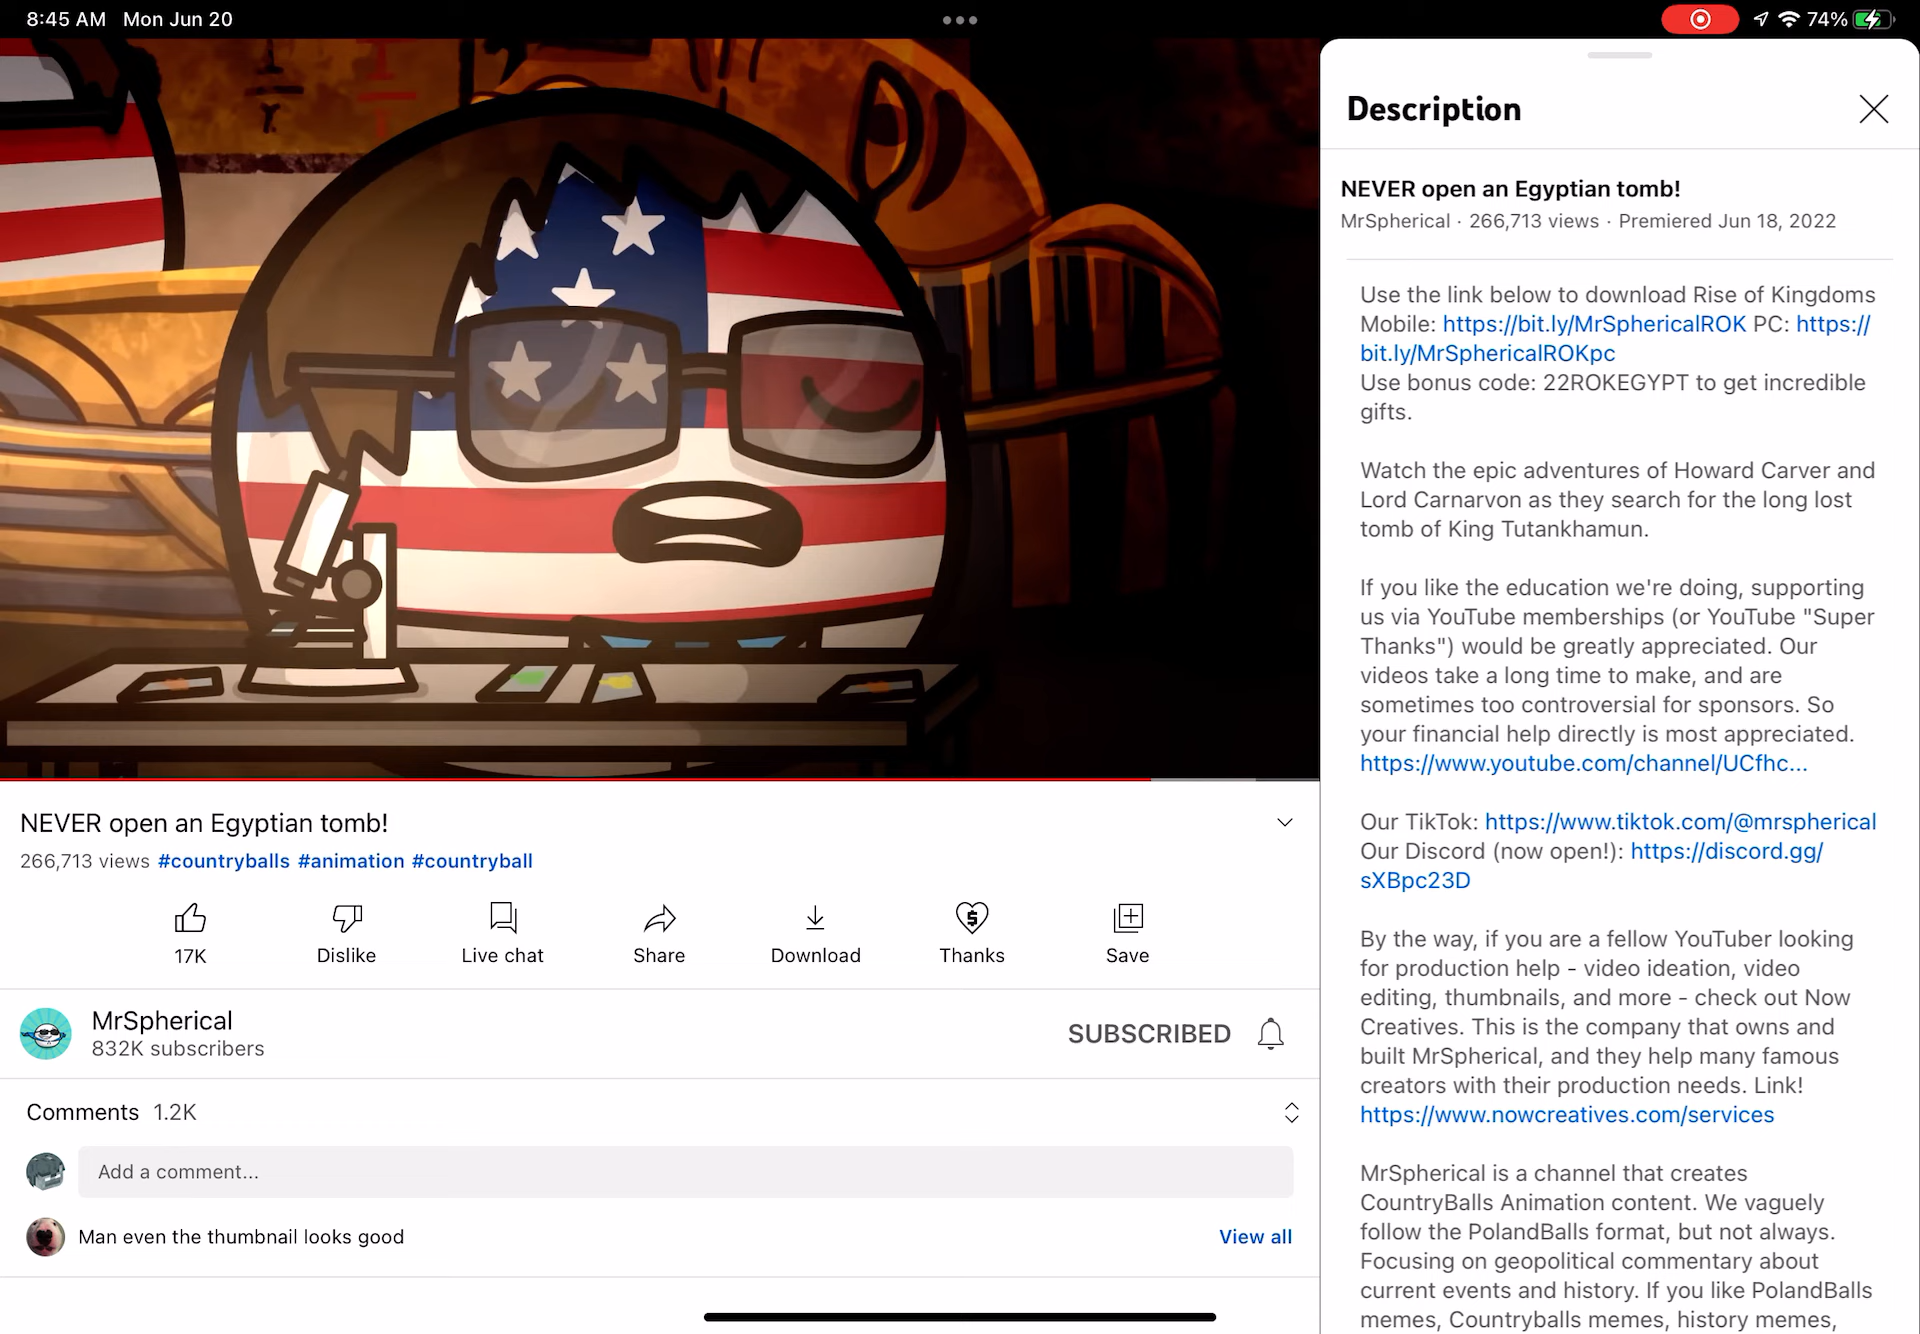 8:45 AM Mon Jun 20
74%
Description
NEVER open an Egyptian tomb!
MrSpherical · 266,713 views · Premiered Jun 18, 2022
Use the link below to download Rise of Kingdoms
Mobile: https://bit.ly/MrSphericalROK PC: https://
bit.ly/MrSphericalROKpc
Use bonus code: 22ROKEGYPT to get incredible
gifts.
Watch the epic adventures of Howard Carver and
Lord Carnarvon as they search for the long lost
tomb of King Tutankhamun.
If you like the education we're doing, supporting
us via YouTube memberships (or YouTube "Super
Thanks") would be greatly appreciated. Our
videos take a long time to make, and are
sometimes too controversial for sponsors. So
your financial help directly is most appreciated.
https://www.youtube.com/channel/UCfhc...
Our TikTok: https://www.tiktok.com/@mrspherical
Our Discord (now open!): https://discord.gg/
sXBpc23D
By the way, if you are a fellow YouTuber looking
for production help - video ideation, video
editing, thumbnails, and more - check out Now
Creatives. This is the company that owns and
built MrSpherical, and they help many famous
creators with their production needs. Link!
https://www.nowcreatives.com/services
MrSpherical is a channel that creates
CountryBalls Animation content. We vaguely
follow the PolandBalls format, but not always.
Focusing on geopolitical commentary about
current events and history. If you like PolandBalls
memes, Countryballs memes, history memes,
NEVER open an Egyptian tomb!
266,713 views #countryballs #animation #countryball
17K
Dislike
Live chat
Share
Download
Thanks
Save
MrSpherical
832K subscribers
SUBSCRIBED
Comments 1.2K
Add a comment...
Man even the thumbnail looks good
View all